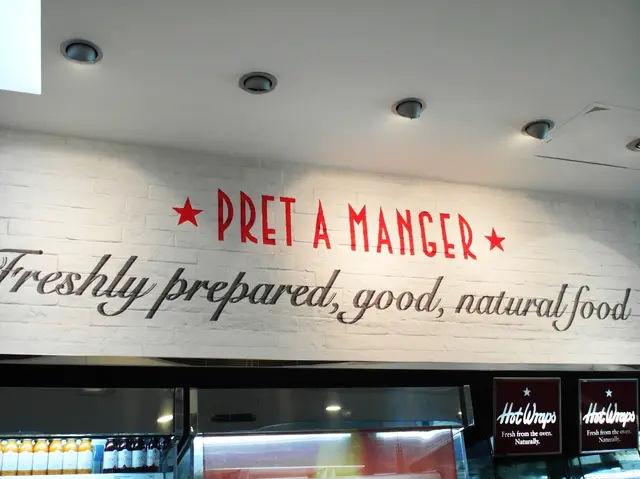 PRET A MANGER
Freshly prepared, good, natural food
Hot Wraps
Fresh from the oven.
Naturally.
Hot Wraps
Fresh from the oven.
Naturally.